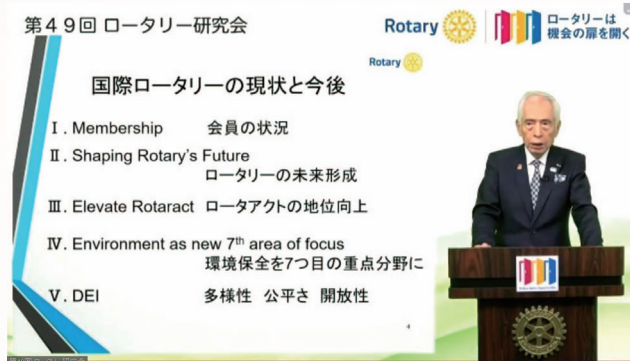 第49回 ロータリー研究会
Rotary
ロータリーは
機会の扉を開く
Rotary
国際ロータリーの現状と今後
Ⅰ. Membership 会員の状況
Ⅱ. Shaping Rotary's Future
ロータリーの未来形成
Ⅲ. Elevate Rotaract ロータアクトの地位向上
Ⅳ. Environment as new 7th area of focus
環境保全を7つ目の重点分野に
Ⅴ. DEI 多様性 公平さ 開放性
4